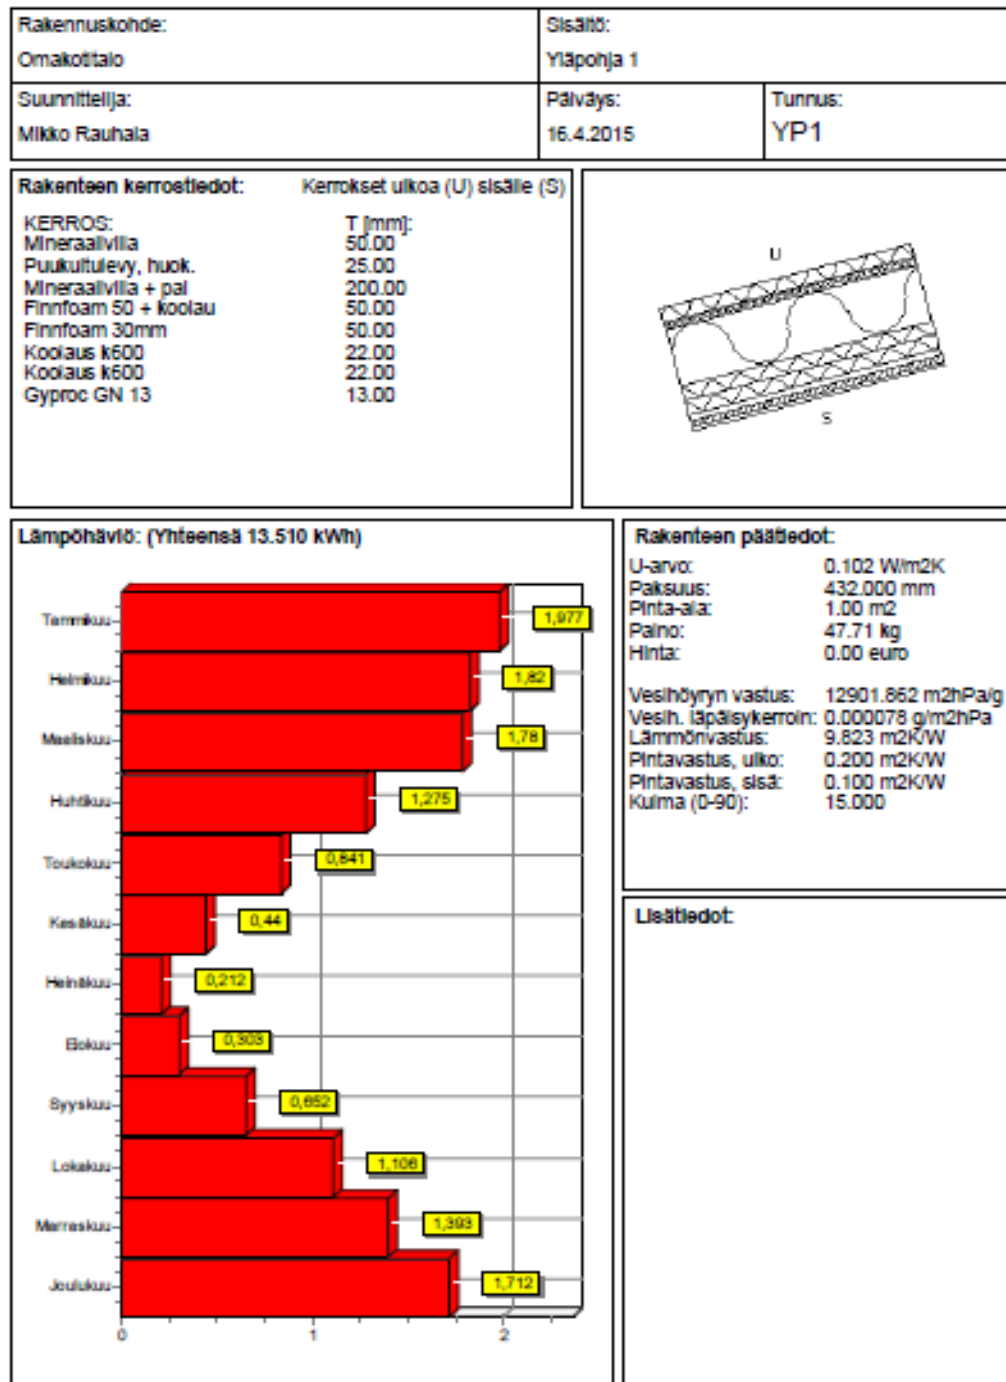 Rakennuskohde:
Omakotitalo
Sisältö:
Yläpohja 1
Suunnittelija:
Mikko Rauhala
Päiväys:
16.4.2015
Tunnus:
YP1
Rakenteen kerrostiedot: Kerrokset ulkoa (U) sisälle (S)
KERROS: T [mm]:
Mineraalivilla 50.00
Puukuitulevy, huok. 25.00
Mineraalivilla + pal 200.00
Finnfoam 50 + koolau 50.00
Finnfoam 30mm 50.00
Koolaus k600 22.00
Koolaus k600 22.00
Gyproc GN 13 13.00
U
S
Lämpöhäviö: (Yhteensä 13.510 kWh)
Tammikuu 1,977
Helmikuu 1,82
Maaliskuu 1,78
Huhtikuu 1,275
Toukokuu 0,841
Kesäkuu 0,44
Heinäkuu 0,212
Elokuu 0,303
Syyskuu 0,652
Lokakuu 1,106
Marraskuu 1,393
Joulukuu 1,712
0 1 2
Rakenteen päätiedot:
U-arvo: 0.102 W/m2K
Paksuus: 432.000 mm
Pinta-ala: 1.00 m2
Paino: 47.71 kg
Hinta: 0.00 euro
Vesihöyryn vastus: 12901.862 m2hPa/g
Vesih. läpäisykerroin: 0.000078 g/m2hPa
Lämmönvastus: 9.823 m2K/W
Pintavastus, ulko: 0.200 m2K/W
Pintavastus, sisä: 0.100 m2K/W
Kulma (0-90): 15.000
Lisätiedot: